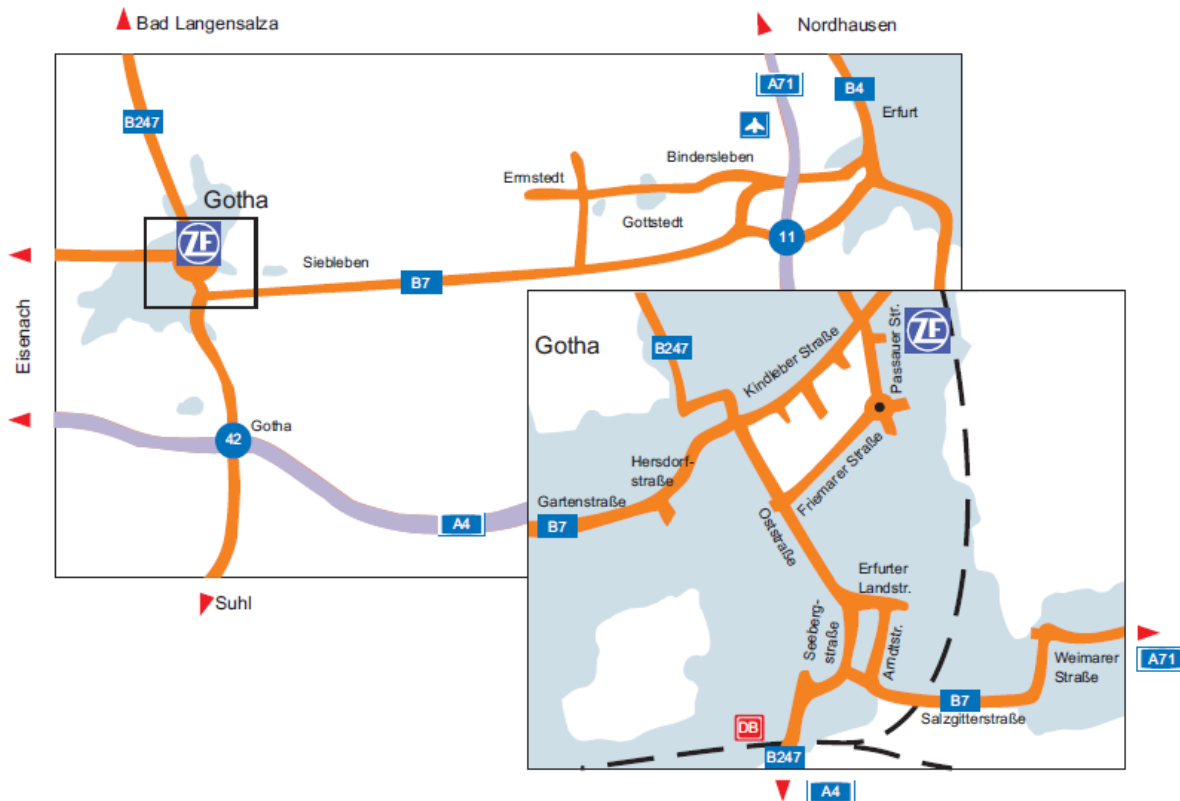 Bad Langensalza
Nordhausen
A71
B4
B247
Erfurt
Bindersleben
Ermstedt
Gotha
ZF
Gottstedt
11
Siebleben
B7
Eisenach
Gotha
42
A4
Suhl
Gotha
B247
Kindleber Straße
Passauer Str.
ZF
Hersdorf-
straße
Friemarer Straße
Gartenstraße
B7
Oststraße
Erfurter
Landstr.
Seeberg-
straße
Arndtstr.
Weimarer
Straße
A71
B7
Salzgitterstraße
DB
B247
A4